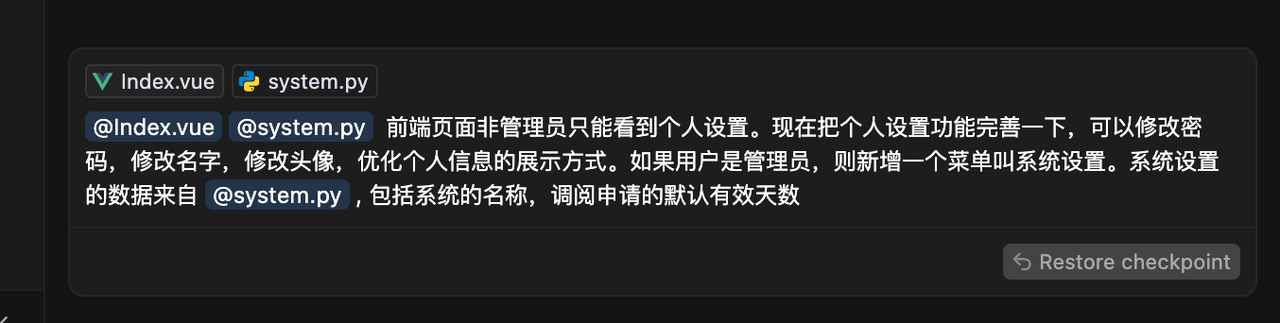 Index.vue system.py
@Index.vue @system.py 前端页面非管理员只能看到个人设置。现在把个人设置功能完善一下，可以修改密
码，修改名字，修改头像，优化个人信息的展示方式。如果用户是管理员，则新增一个菜单叫系统设置。系统设置
的数据来自 @system.py , 包括系统的名称，调阅申请的默认有效天数
Restore checkpoint